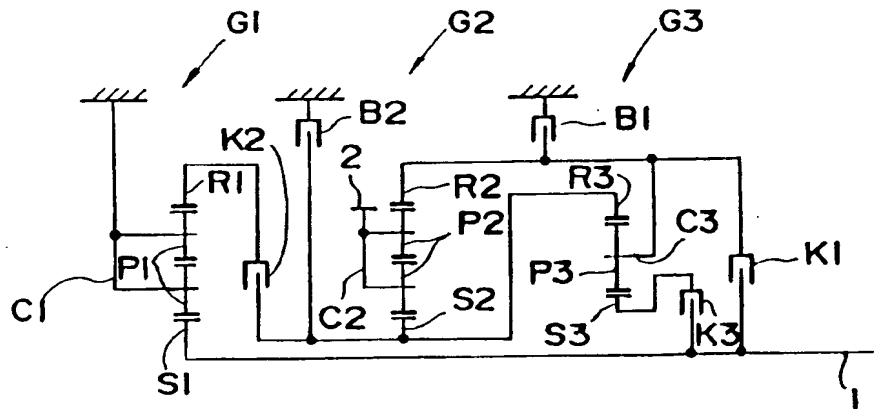 G1 G2 G3
B2 B1
K2
2
R1 R2 R3
P2
C3
P1 P3 K1
C1 C2 S2
S3 K3
S1 1